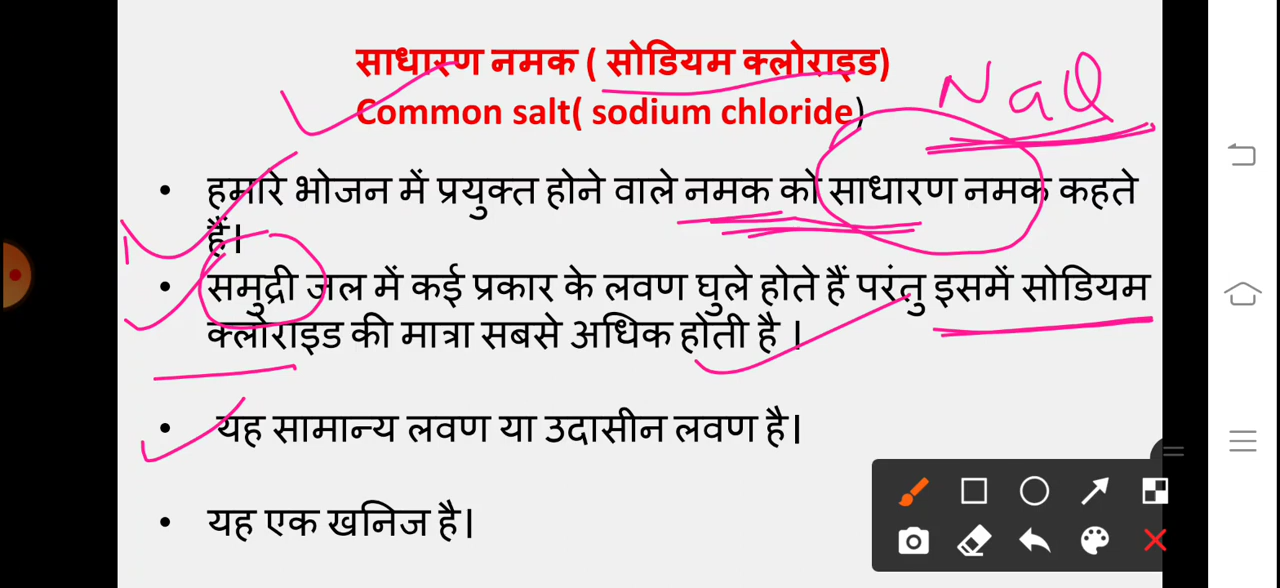 साधारण नमक ( सोडियम क्लोराइड)
NaCl
Common salt( sodium chloride)
• हमारे भोजन में प्रयुक्त होने वाले नमक को साधारण नमक कहते
हैं।
• समुद्री जल में कई प्रकार के लवण घुले होते हैं परंतु इसमें सोडियम
क्लोराइड की मात्रा सबसे अधिक होती है ।
• यह सामान्य लवण या उदासीन लवण है।
• यह एक खनिज है।